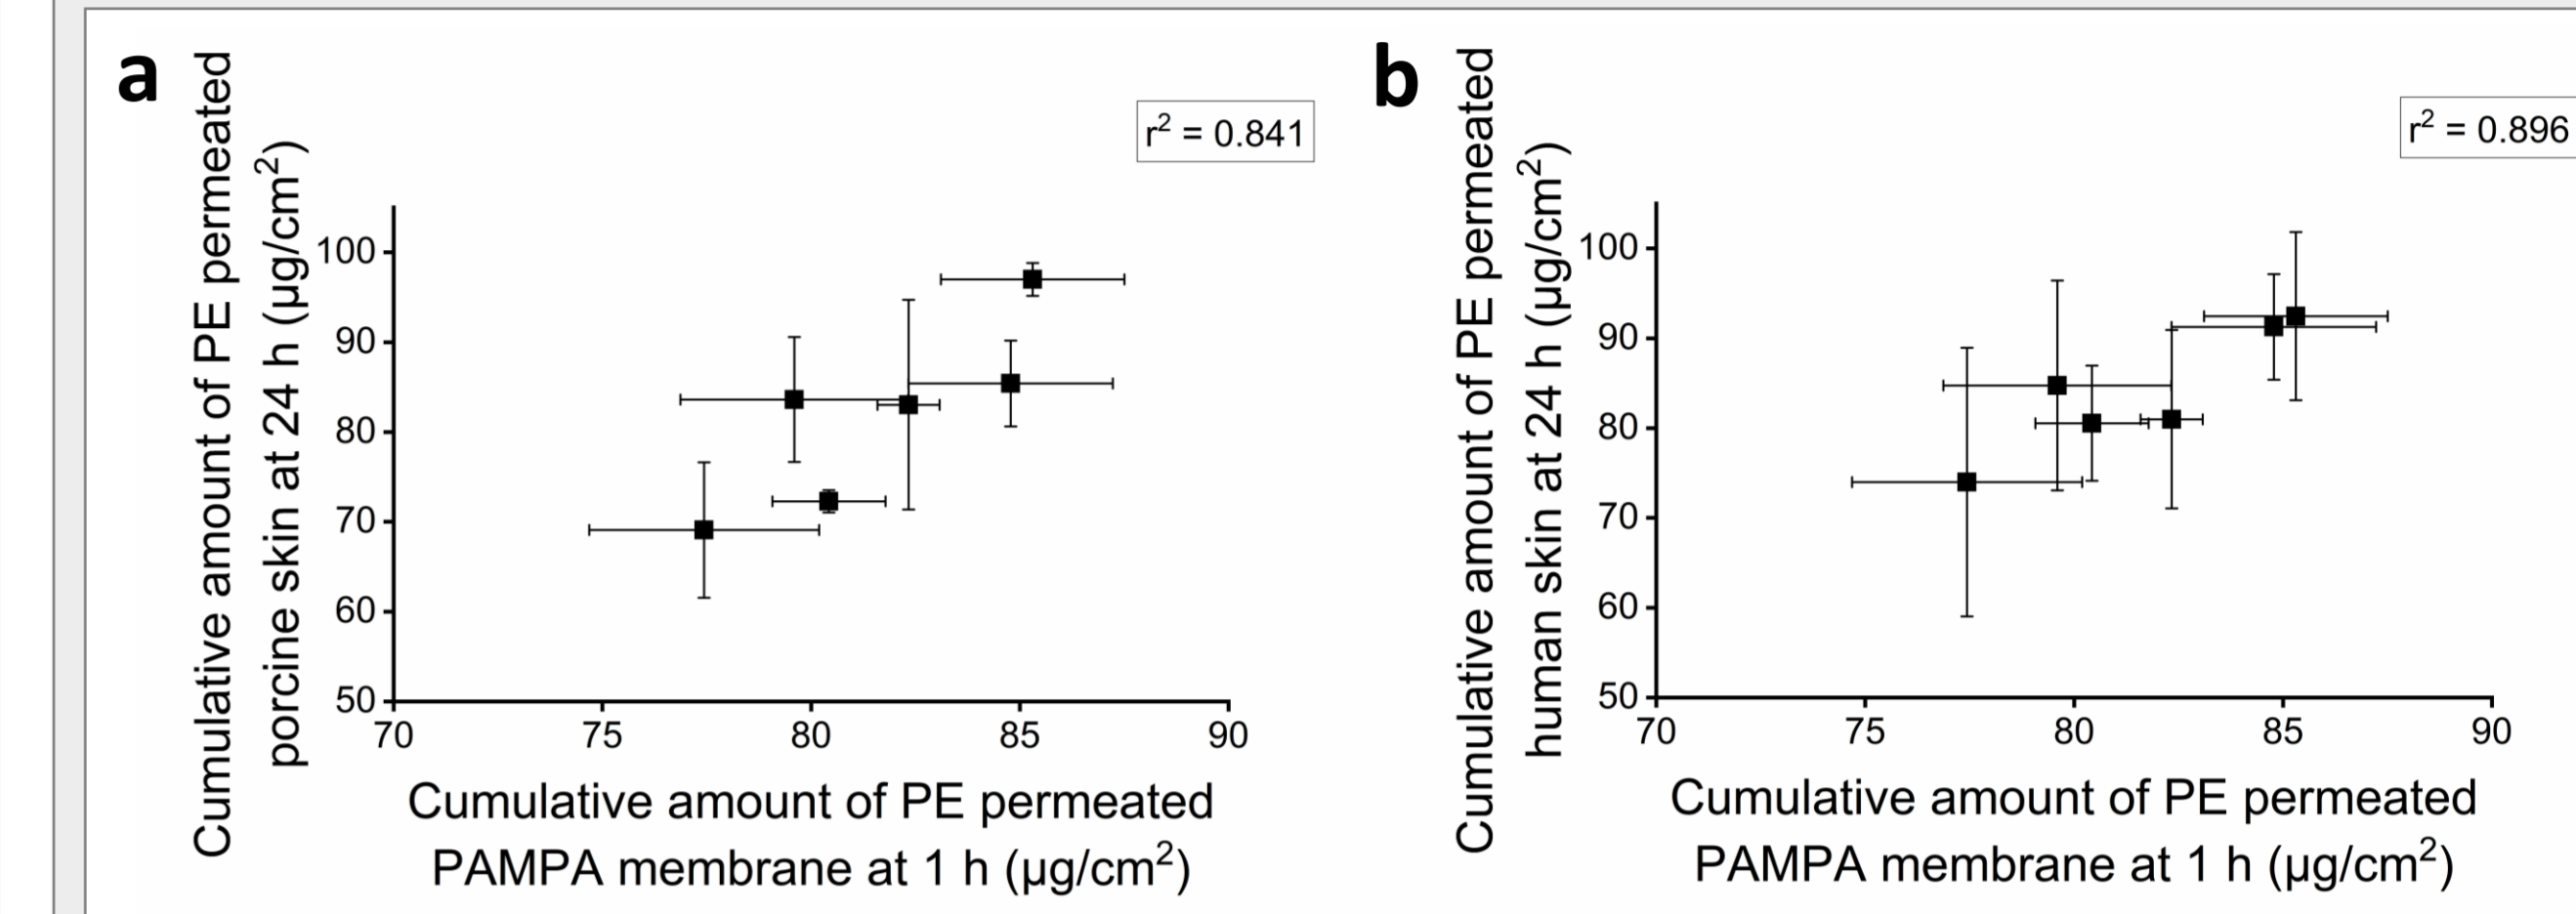 a
Cumulative amount of PE permeated
porcine skin at 24 h (µg/cm²)
r² = 0.841
100
90
80
70
60
50
70 75 80 85 90
Cumulative amount of PE permeated
PAMPA membrane at 1 h (µg/cm²)
b
Cumulative amount of PE permeated
human skin at 24 h (µg/cm²)
r² = 0.896
100
90
80
70
60
50
70 75 80 85 90
Cumulative amount of PE permeated
PAMPA membrane at 1 h (µg/cm²)